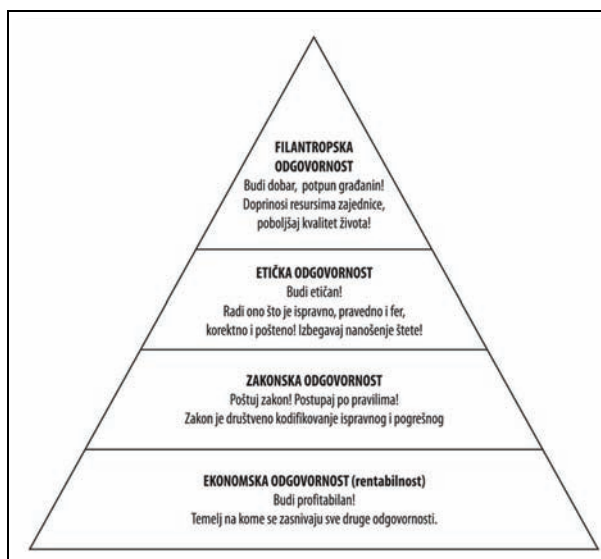 FILANTROPSKA
ODGOVORNOST
Budi dobar, potpun građanin!
Doprinosi resursima zajednice,
poboljšaj kvalitet života!
ETIČKA ODGOVORNOST
Budi etičan!
Radi ono što je ispravno, pravedno i fer,
korektno i pošteno! Izbegavaj nanošenje štete!
ZAKONSKA ODGOVORNOST
Poštuj zakon! Postupaj po pravilima!
Zakon je društveno kodifikovanje ispravnog i pogrešnog
EKONOMSKA ODGOVORNOST (rentabilnost)
Budi profitabilan!
Temelj na kome se zasnivaju sve druge odgovornosti.